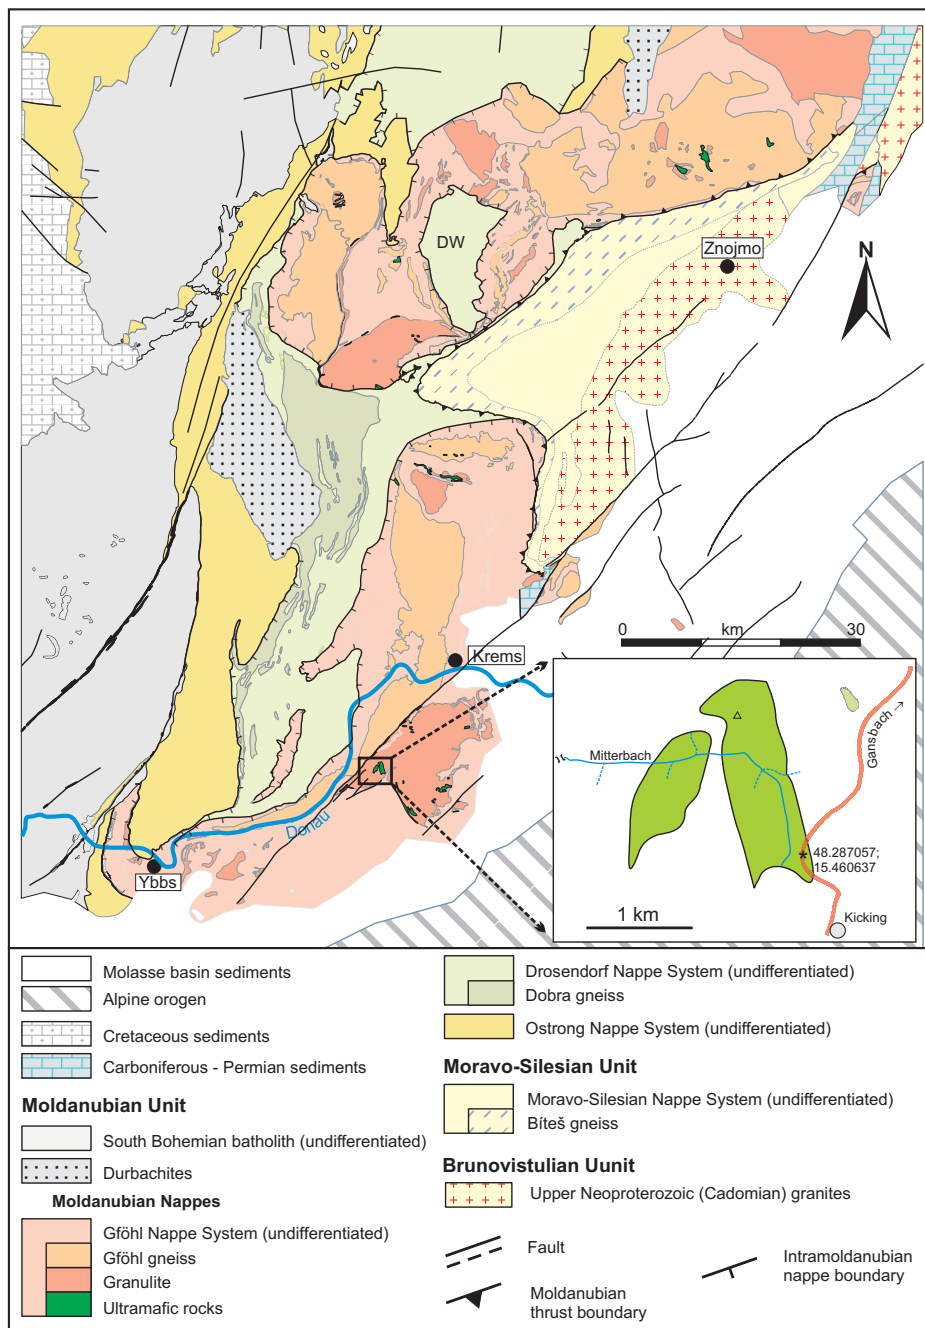 DW
Znojmo
N
0 km 30
Krems
Donau
Ybbs
Mitterbach
Gansbach →
48.287057;
15.460637
1 km
Kicking
Molasse basin sediments
Alpine orogen
Cretaceous sediments
Carboniferous - Permian sediments
Moldanubian Unit
South Bohemian batholith (undifferentiated)
Durbachites
Moldanubian Nappes
Gföhl Nappe System (undifferentiated)
Gföhl gneiss
Granulite
Ultramafic rocks
Drosendorf Nappe System (undifferentiated)
Dobra gneiss
Ostrong Nappe System (undifferentiated)
Moravo-Silesian Unit
Moravo-Silesian Nappe System (undifferentiated)
Bíteš gneiss
Brunovistulian Uunit
Upper Neoproterozoic (Cadomian) granites
Fault
Moldanubian
thrust boundary
Intramoldanubian
nappe boundary